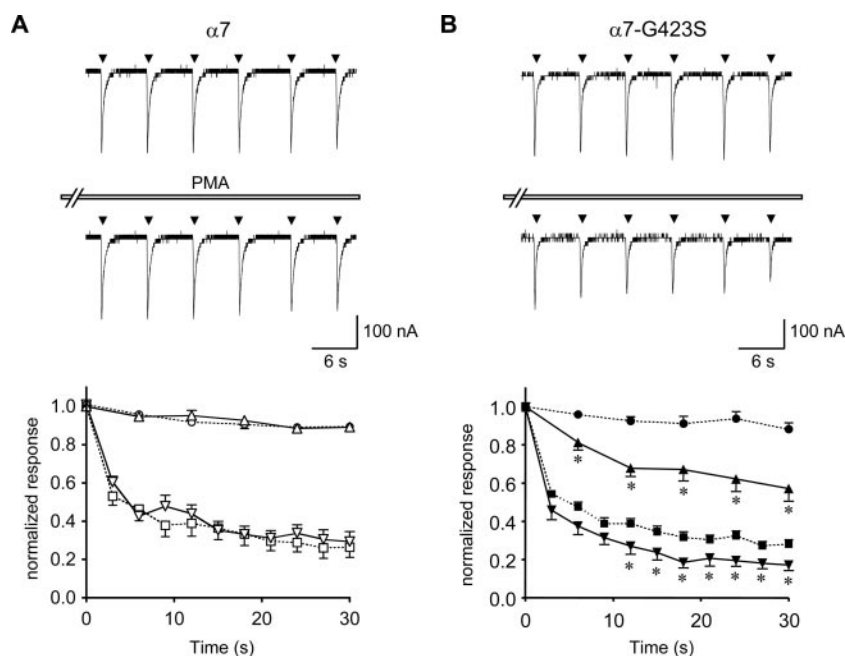 A
α7
PMA
100 nA
6 s
normalized response
1.0
0.8
0.6
0.4
0.2
0.0
0 10 20 30
Time (s)
B
α7-G423S
100 nA
6 s
normalized response
1.0
0.8
0.6
0.4
0.2
0.0
* * * * *
* * * * * * *
0 10 20 30
Time (s)